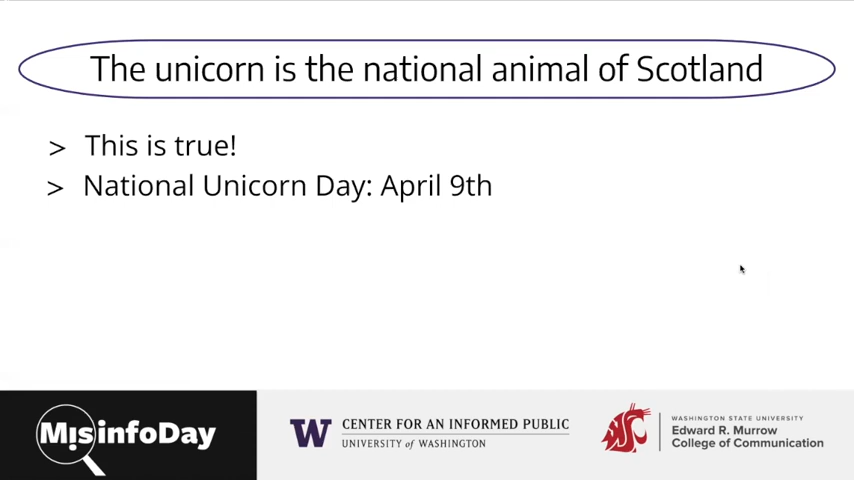 The unicorn is the national animal of Scotland
> This is true!
> National Unicorn Day: April 9th
MisinfoDay
W CENTER FOR AN INFORMED PUBLIC
UNIVERSITY of WASHINGTON
WASHINGTON STATE UNIVERSITY
Edward R. Murrow
College of Communication